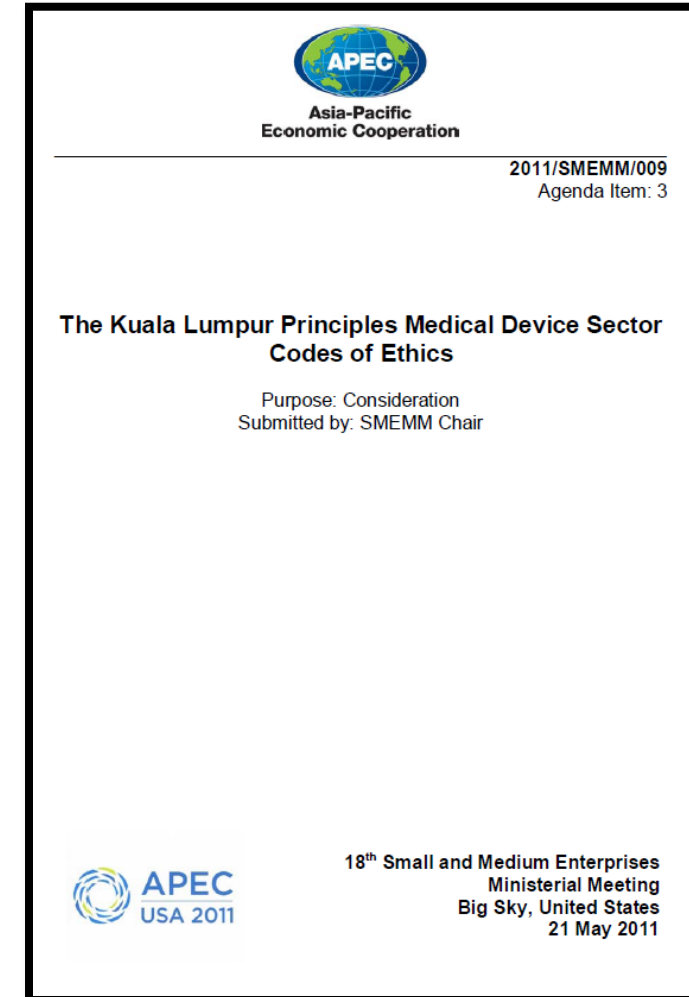 APEC
Asia-Pacific
Economic Cooperation
2011/SMEMM/009
Agenda Item: 3
The Kuala Lumpur Principles Medical Device Sector
Codes of Ethics
Purpose: Consideration
Submitted by: SMEMM Chair
APEC
USA 2011
18th Small and Medium Enterprises
Ministerial Meeting
Big Sky, United States
21 May 2011